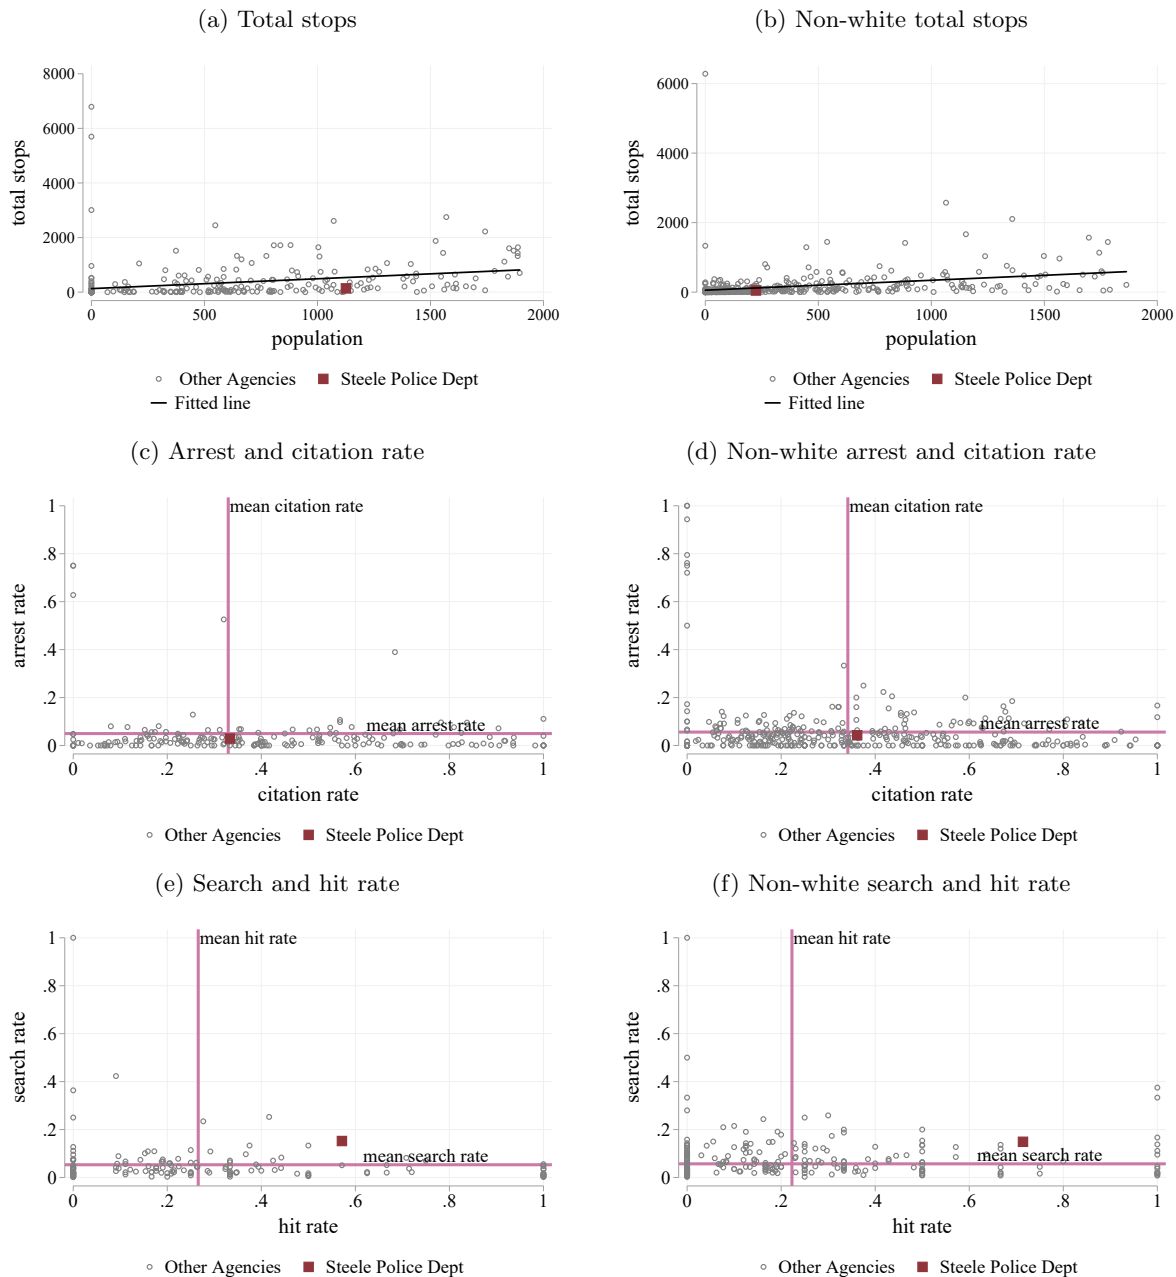 (a) Total stops
(b) Non-white total stops
total stops
8000
6000
4000
2000
0
0 500 1000 1500 2000
population
Other Agencies Steele Police Dept
Fitted line
total stops
6000
4000
2000
0
0 500 1000 1500 2000
population
Other Agencies Steele Police Dept
Fitted line
(c) Arrest and citation rate
(d) Non-white arrest and citation rate
arrest rate
1
.8
.6
.4
.2
0
mean citation rate
mean arrest rate
0 .2 .4 .6 .8 1
citation rate
Other Agencies Steele Police Dept
arrest rate
1
.8
.6
.4
.2
0
mean citation rate
mean arrest rate
0 .2 .4 .6 .8 1
citation rate
Other Agencies Steele Police Dept
(e) Search and hit rate
(f) Non-white search and hit rate
search rate
1
.8
.6
.4
.2
0
mean hit rate
mean search rate
0 .2 .4 .6 .8 1
hit rate
Other Agencies Steele Police Dept
search rate
1
.8
.6
.4
.2
0
mean hit rate
mean search rate
0 .2 .4 .6 .8 1
hit rate
Other Agencies Steele Police Dept